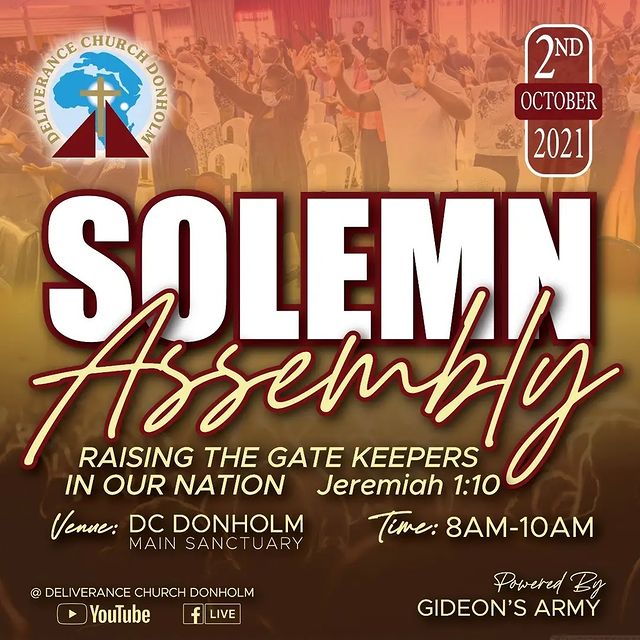 DELIVERANCE CHURCH DONHOLM
2ND
OCTOBER
2021
SOLEMN
Assembly
RAISING THE GATE KEEPERS
IN OUR NATION Jeremiah 1:10
Venue: DC DONHOLM
MAIN SANCTUARY
Time: 8AM-10AM
@ DELIVERANCE CHURCH DONHOLM
YouTube
f LIVE
Powered By
GIDEON'S ARMY